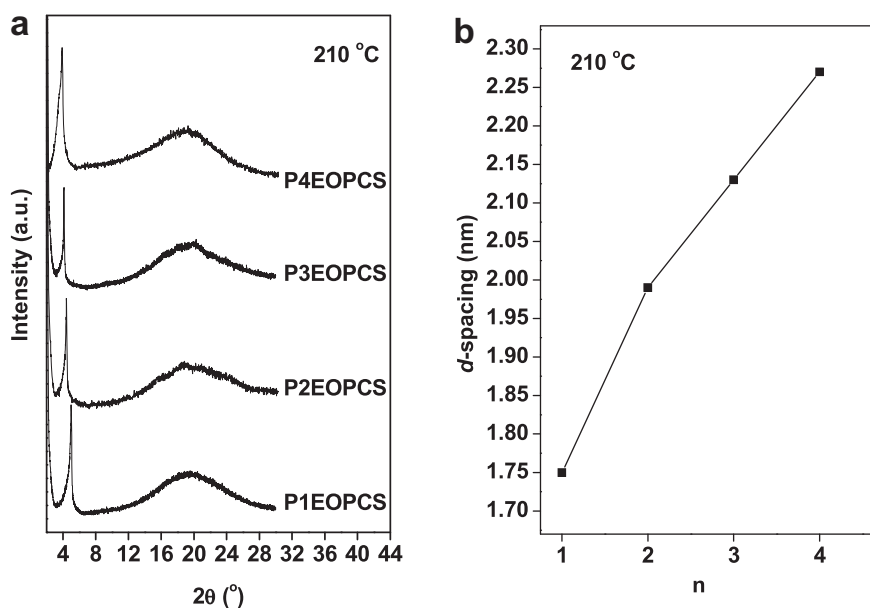 a
210 °C
P4EOPCS
P3EOPCS
P2EOPCS
P1EOPCS
Intensity (a.u.)
4 8 12 16 20 24 28 32 36 40 44
2θ (°)
b
210 °C
2.30
2.25
2.20
2.15
2.10
2.05
2.00
1.95
1.90
1.85
1.80
1.75
1.70
d-spacing (nm)
1 2 3 4
n